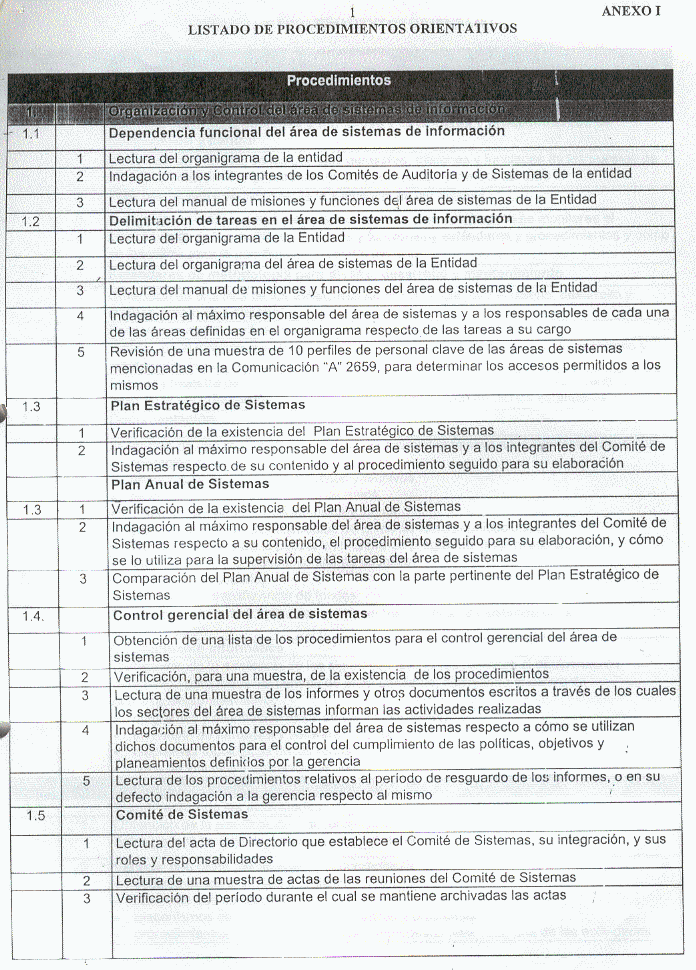 1
ANEXO I
LISTADO DE PROCEDIMIENTOS ORIENTATIVOS
Procedimientos
1. Organización y Control del área de sistemas de información
1.1 Dependencia funcional del área de sistemas de información
1 Lectura del organigrama de la entidad
2 Indagación a los integrantes de los Comités de Auditoría y de Sistemas de la entidad
3 Lectura del manual de misiones y funciones del área de sistemas de la Entidad
1.2 Delimitación de tareas en el área de sistemas de información
1 Lectura del organigrama de la Entidad
2 Lectura del organigrama del área de sistemas de la Entidad
3 Lectura del manual de misiones y funciones del área de sistemas de la Entidad
4 Indagación al máximo responsable del área de sistemas y a los responsables de cada una
de las áreas definidas en el organigrama respecto de las tareas a su cargo
5 Revisión de una muestra de 10 perfiles de personal clave de las áreas de sistemas
mencionadas en la Comunicación "A" 2659, para determinar los accesos permitidos a los
mismos
1.3 Plan Estratégico de Sistemas
1 Verificación de la existencia del Plan Estratégico de Sistemas
2 Indagación al máximo responsable del área de sistemas y a los integrantes del Comité de
Sistemas respecto de su contenido y al procedimiento seguido para su elaboración
Plan Anual de Sistemas
1.3 1 Verificación de la existencia del Plan Anual de Sistemas
2 Indagación al máximo responsable del área de sistemas y a los integrantes del Comité de
Sistemas respecto a su contenido, el procedimiento seguido para su elaboración, y cómo
se lo utiliza para la supervisión de las tareas del área de sistemas
3 Comparación del Plan Anual de Sistemas con la parte pertinente del Plan Estratégico de
Sistemas
1.4. Control gerencial del área de sistemas
1 Obtención de una lista de los procedimientos para el control gerencial del área de
sistemas
2 Verificación, para una muestra, de la existencia de los procedimientos
3 Lectura de una muestra de los informes y otros documentos escritos a través de los cuales
los sectores del área de sistemas informan las actividades realizadas
4 Indagación al máximo responsable del área de sistemas respecto a cómo se utilizan
dichos documentos para el control del cumplimiento de las políticas, objetivos y
planeamientos definidos por la gerencia
5 Lectura de los procedimientos relativos al período de resguardo de los informes, o en su
defecto indagación a la gerencia respecto al mismo
1.5 Comité de Sistemas
1 Lectura del acta de Directorio que establece el Comité de Sistemas, su integración, y sus
roles y responsabilidades
2 Lectura de una muestra de actas de las reuniones del Comité de Sistemas
3 Verificación del período durante el cual se mantiene archivadas las actas